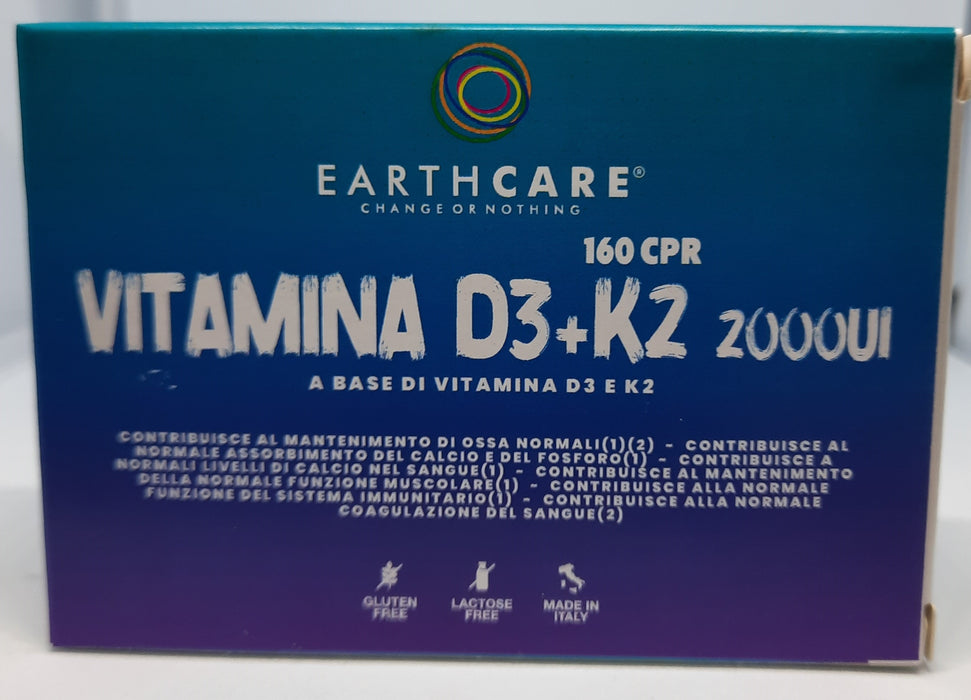 EARTHCARE®
CHANGE OR NOTHING
160 CPR
VITAMINA D3+K2 2000UI
A BASE DI VITAMINA D3 E K2
CONTRIBUISCE AL MANTENIMENTO DI OSSA NORMALI(1)(2) - CONTRIBUISCE AL
NORMALE ASSORBIMENTO DEL CALCIO E DEL FOSFORO(1) - CONTRIBUISCE A
NORMALI LIVELLI DI CALCIO NEL SANGUE(1) - CONTRIBUISCE AL MANTENIMENTO
DELLA NORMALE FUNZIONE MUSCOLARE(1) - CONTRIBUISCE ALLA NORMALE
FUNZIONE DEL SISTEMA IMMUNITARIO(1) - CONTRIBUISCE ALLA NORMALE
COAGULAZIONE DEL SANGUE(2)
GLUTEN FREE
LACTOSE FREE
MADE IN ITALY